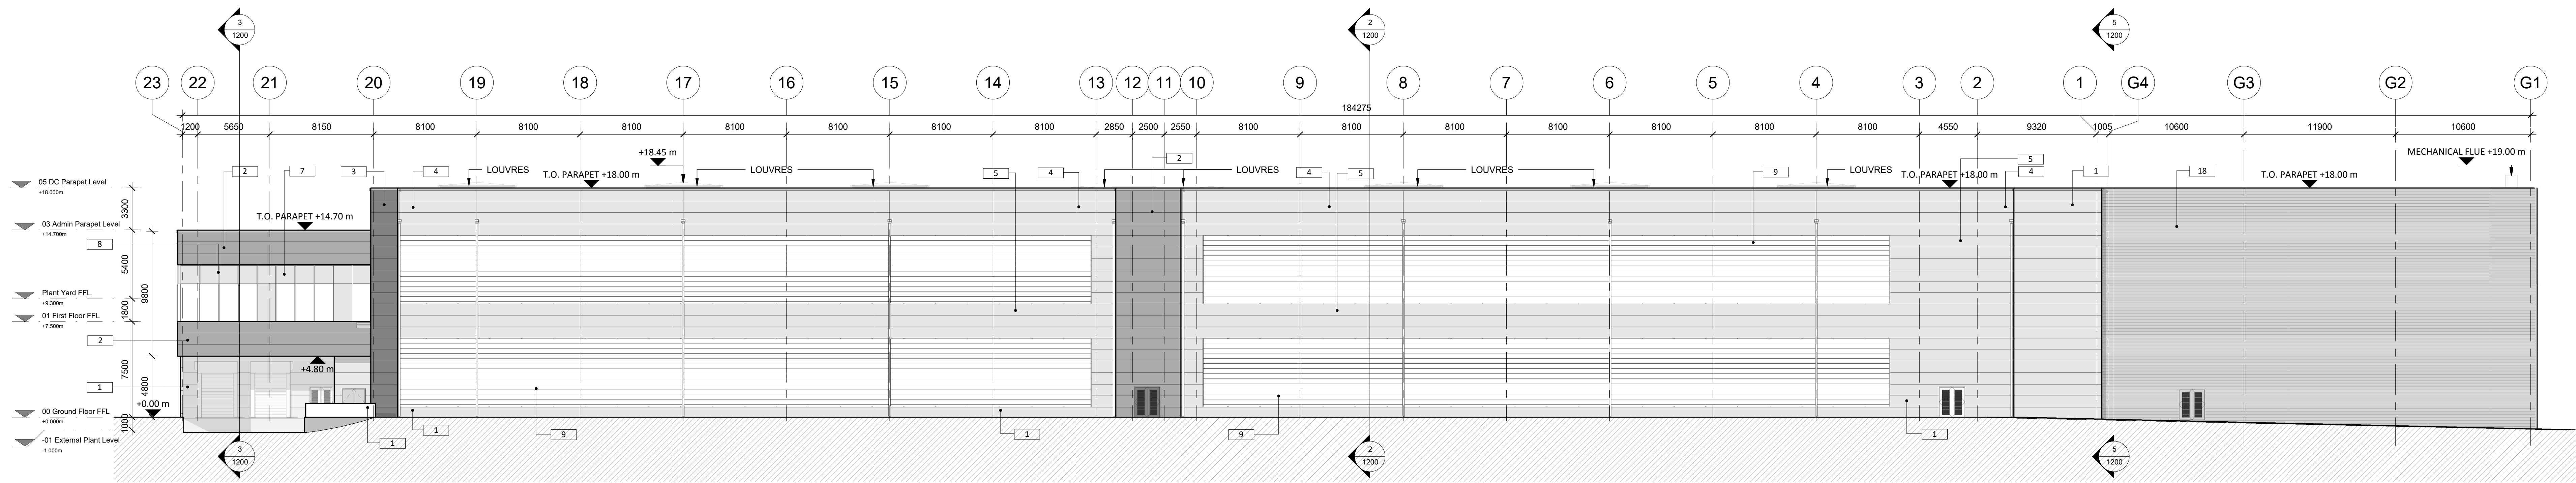 3
1200
2
1200
5
1200
23 22 21 20 19 18 17 16 15 14 13 12 11 10 9 8 7 6 5 4 3 2 1 G4 G3 G2 G1
184275
1200 5650 8150 8100 8100 8100 8100 8100 8100 8100 2850 2500 2550 8100 8100 8100 8100 8100 8100 8100 4550 9320 1005 10600 11900 10600
+18.45 m
MECHANICAL FLUE +19.00 m
2 7 3 4 LOUVRES LOUVRES 5 4 2 LOUVRES 4 5 LOUVRES 9 LOUVRES 5 4 1 18
T.O. PARAPET +18.00 m
T.O. PARAPET +18.00 m
T.O. PARAPET +18.00 m
05 DC Parapet Level
+18.000m
3300
T.O. PARAPET +14.70 m
03 Admin Parapet Level
+14.700m
8
5400
9800
Plant Yard FFL
+9.300m
1800
01 First Floor FFL
+7.500m
2
+4.80 m
7500
4800
1
+0.00 m
00 Ground Floor FFL
+0.000m
1000
-01 External Plant Level
-1.000m
1 1 9 1 9 1
3
1200
2
1200
5
1200